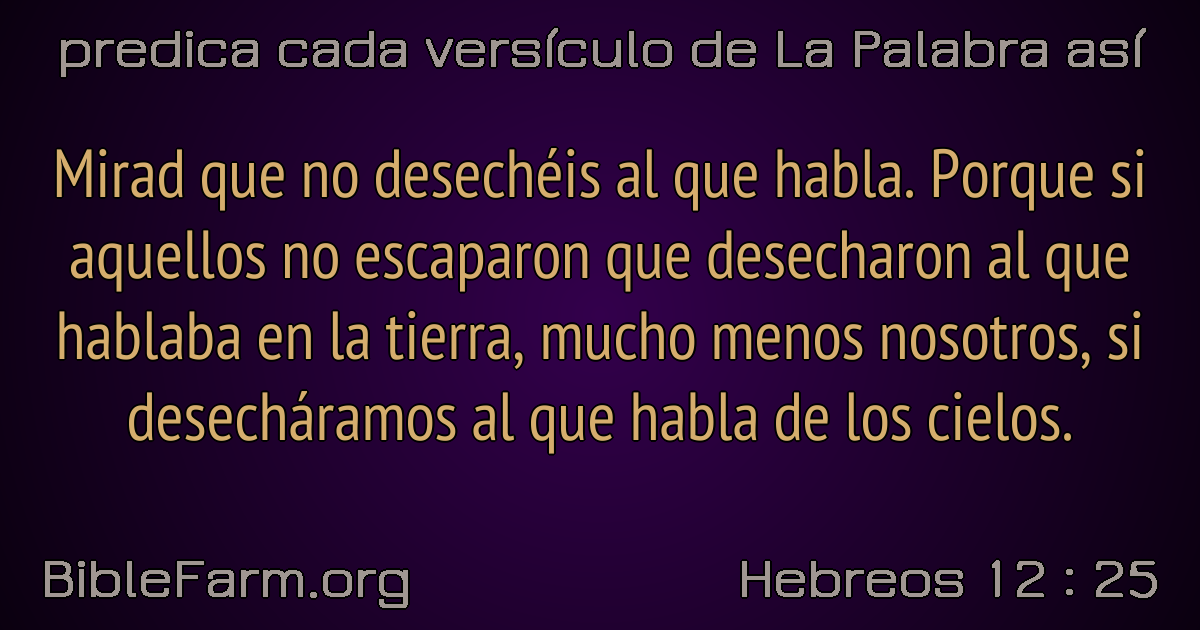 predica cada versículo de La Palabra así
Mirad que no desechéis al que habla. Porque si
aquellos no escaparon que desecharon al que
hablaba en la tierra, mucho menos nosotros, si
desecháramos al que habla de los cielos.
BibleFarm.org
Hebreos 12 : 25